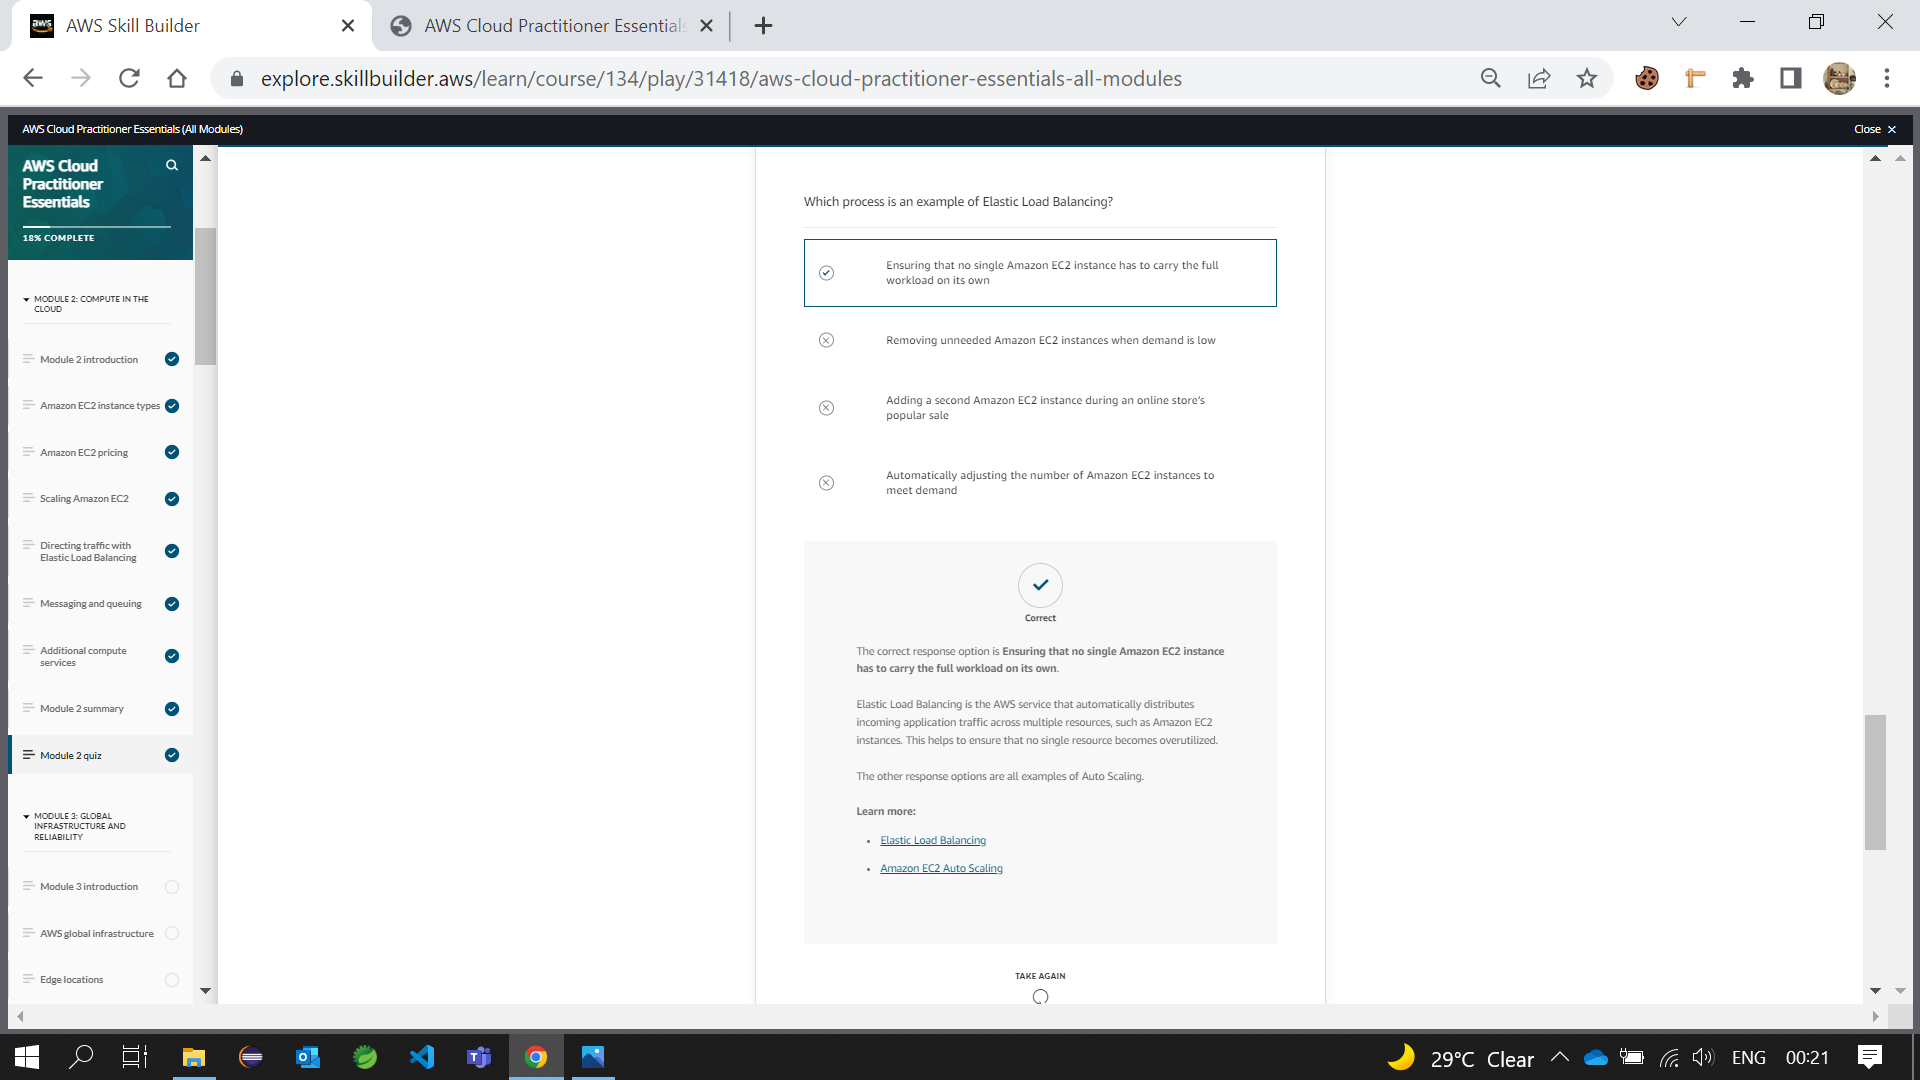 AWS Skill Builder
AWS Cloud Practitioner Essentials
explore.skillbuilder.aws/learn/course/134/play/31418/aws-cloud-practitioner-essentials-all-modules
AWS Cloud Practitioner Essentials (All Modules)
Close
AWS Cloud
Practitioner
Essentials
18% COMPLETE
MODULE 2: COMPUTE IN THE
CLOUD
Module 2 introduction
Amazon EC2 instance types
Amazon EC2 pricing
Scaling Amazon EC2
Directing traffic with
Elastic Load Balancing
Messaging and queuing
Additional compute
services
Module 2 summary
Module 2 quiz
MODULE 3: GLOBAL
INFRASTRUCTURE AND
RELIABILITY
Module 3 introduction
AWS global infrastructure
Edge locations
Which process is an example of Elastic Load Balancing?
Ensuring that no single Amazon EC2 instance has to carry the full
workload on its own
Removing unneeded Amazon EC2 instances when demand is low
Adding a second Amazon EC2 instance during an online store's
popular sale
Automatically adjusting the number of Amazon EC2 instances to
meet demand
Correct
The correct response option is Ensuring that no single Amazon EC2 instance
has to carry the full workload on its own.
Elastic Load Balancing is the AWS service that automatically distributes
incoming application traffic across multiple resources, such as Amazon EC2
instances. This helps to ensure that no single resource becomes overutilized.
The other response options are all examples of Auto Scaling.
Learn more:
• Elastic Load Balancing
• Amazon EC2 Auto Scaling
TAKE AGAIN
29°C Clear
ENG
00:21